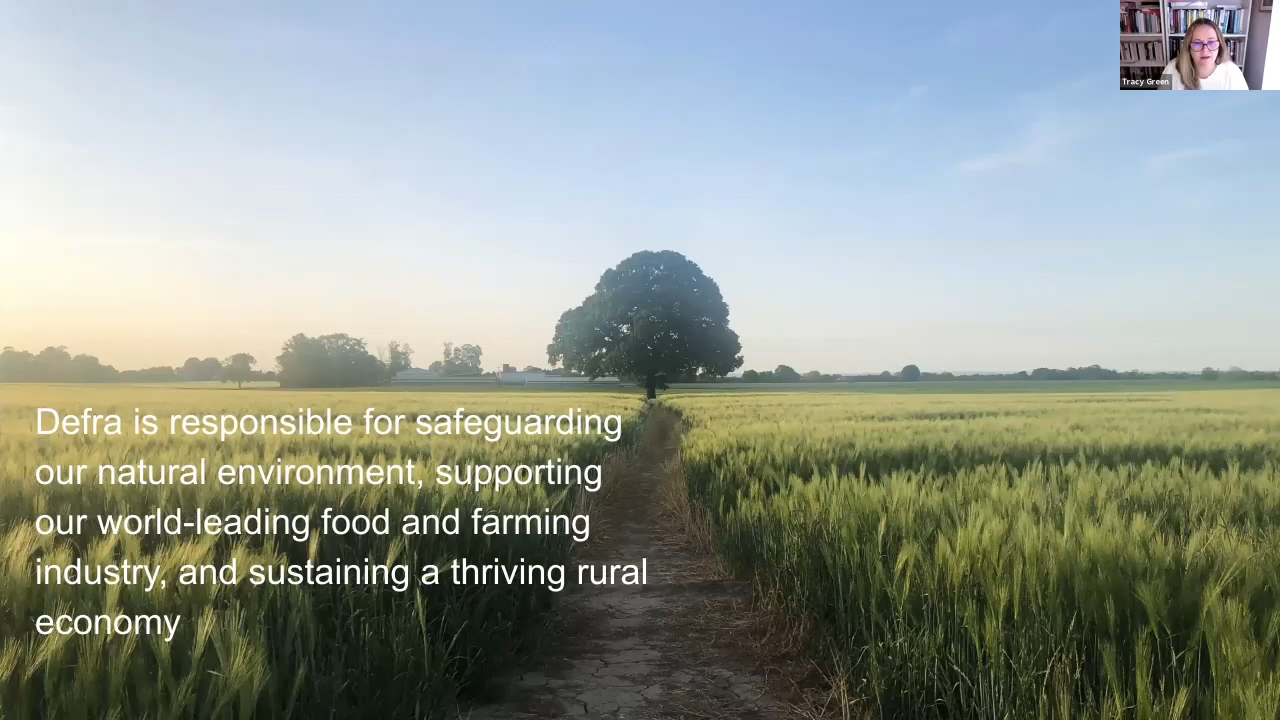 Tracy Green
Defra is responsible for safeguarding
our natural environment, supporting
our world-leading food and farming
industry, and sustaining a thriving rural
economy